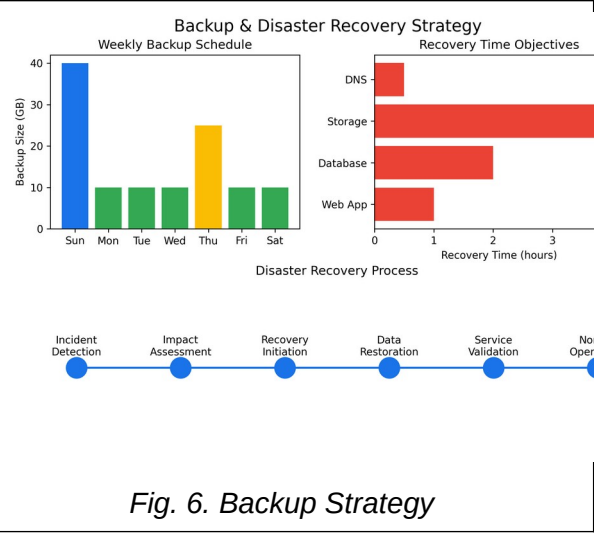 Backup & Disaster Recovery Strategy
Weekly Backup Schedule
Backup Size (GB)
40
30
20
10
0
Sun Mon Tue Wed Thu Fri Sat
Recovery Time Objectives
DNS
Storage
Database
Web App
0 1 2 3
Recovery Time (hours)
Disaster Recovery Process
Incident
Detection
Impact
Assessment
Recovery
Initiation
Data
Restoration
Service
Validation
Fig. 6. Backup Strategy